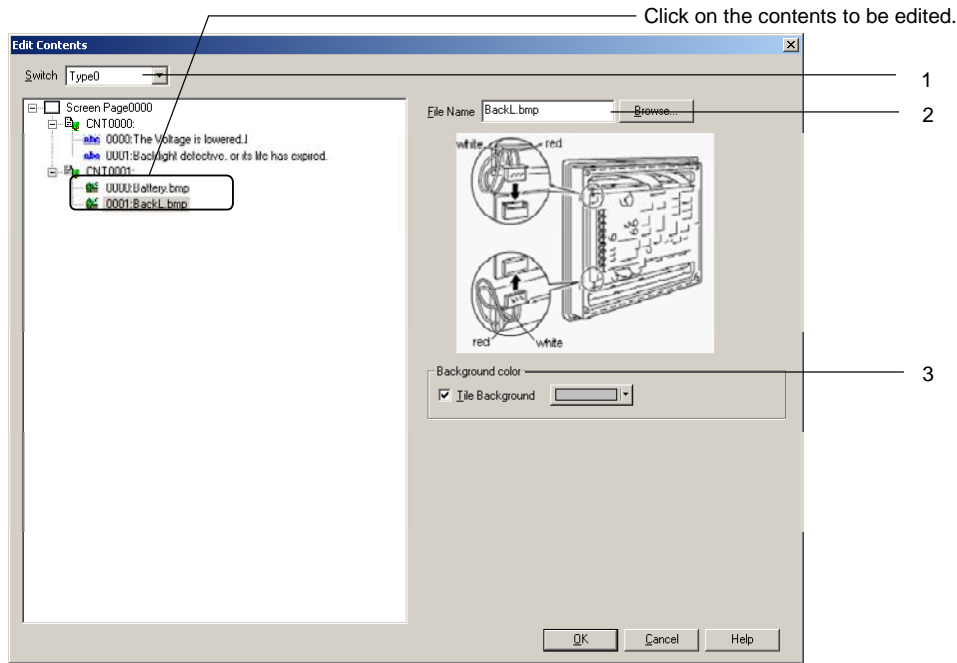 Click on the contents to be edited.
Edit Contents
Switch Type0
1
Screen Page0000
CNT0000:
abc 0000:The Voltage is lowered.!
abc 0001:Backlight defective, or its life has expired.
CNT0001:
0000:Battery.bmp
0001:BackL.bmp
File Name BackL.bmp Browse...
2
white red
red white
Background color
3
Tile Background
OK Cancel Help